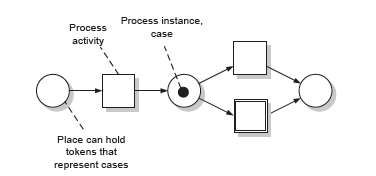 Process
activity
Process instance,
case
Place can hold
tokens that
represent cases